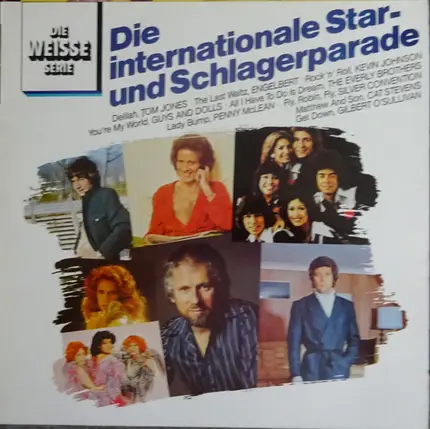 DIE
WEISSE
SERIE
Die
internationale Star-
und Schlagerparade
Delilah, TOM JONES The Last Waltz, ENGELBERT Rock 'n' Roll, KEVIN JOHNSON
You're My World, GUYS AND DOLLS All I Have To Do Is Dream, THE EVERLY BROTHERS
Lady Bump, PENNY McLEAN Fly, Robin, Fly, SILVER CONVENTION
Matthew And Son, CAT STEVENS
Get Down, GILBERT O'SULLIVAN